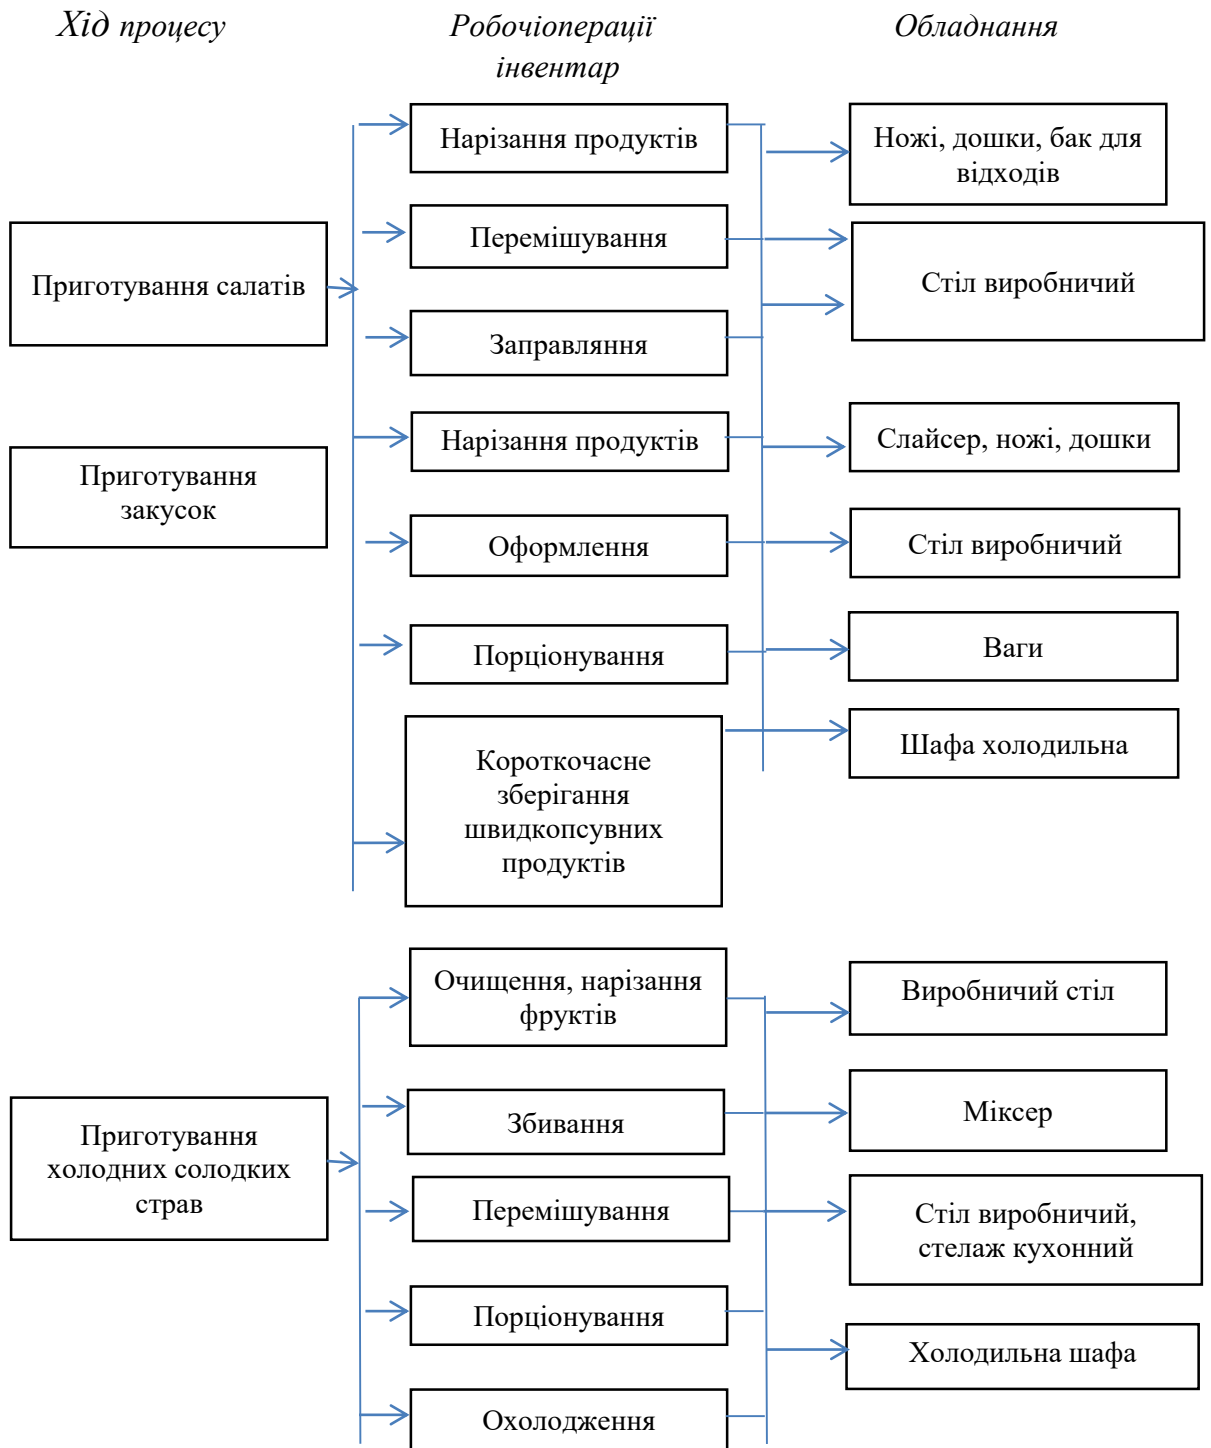 Хід процесу
Робочіоперації
інвентар
Обладнання
Приготування салатів
Нарізання продуктів
Ножі, дошки, бак для
відходів
Перемішування
Стіл виробничий
Заправляння
Приготування
закусок
Нарізання продуктів
Слайсер, ножі, дошки
Оформлення
Стіл виробничий
Порціонування
Ваги
Короткочасне
зберігання
швидкопсувних
продуктів
Шафа холодильна
Приготування
холодних солодких
страв
Очищення, нарізання
фруктів
Виробничий стіл
Збивання
Міксер
Перемішування
Стіл виробничий,
стелаж кухонний
Порціонування
Холодильна шафа
Охолодження